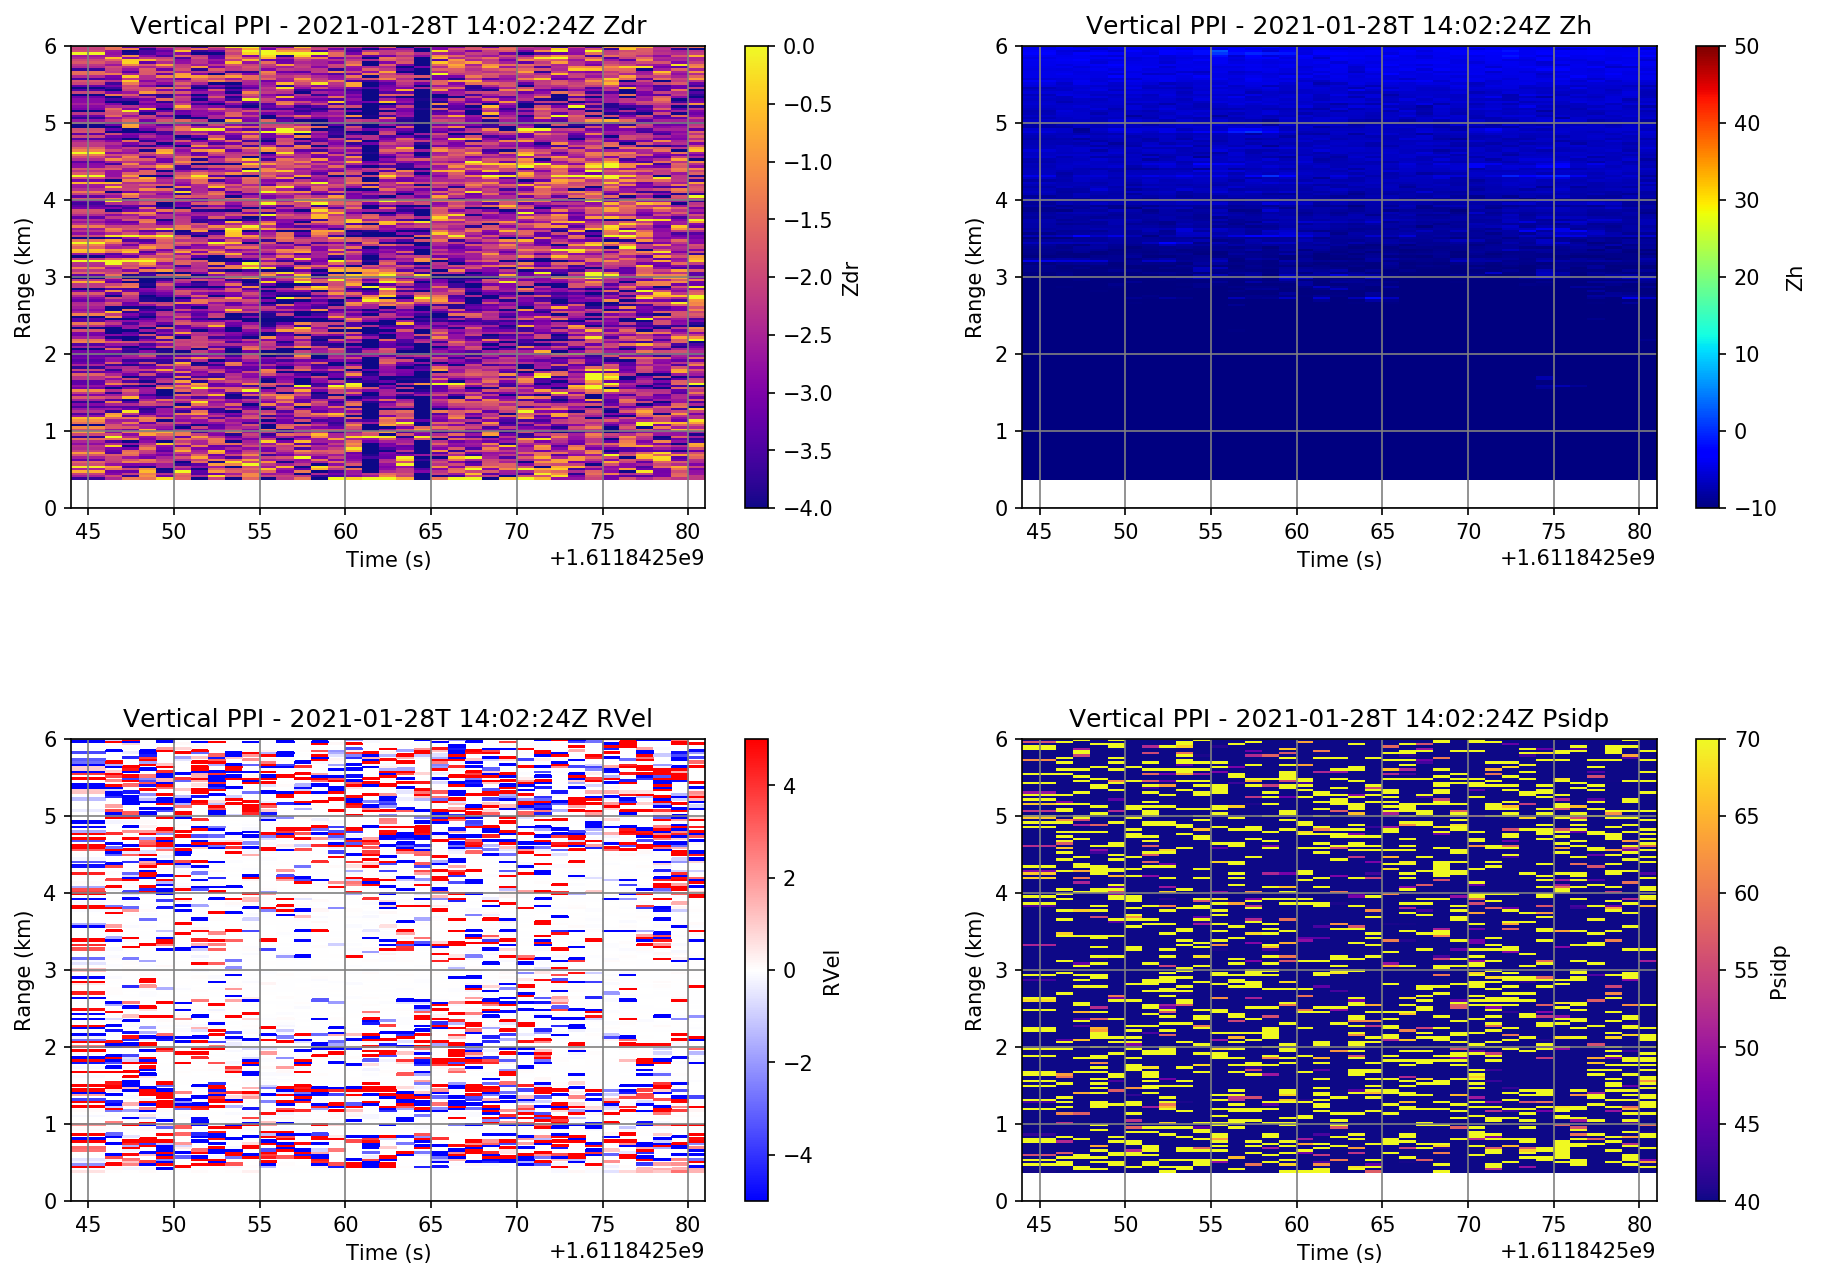 Vertical PPI - 2021-01-28T 14:02:24Z Zdr
6
5
4
3
2
1
0
Range (km)
45 50 55 60 65 70 75 80
Time (s)
+1.6118425e9
0.0
−0.5
−1.0
−1.5
−2.0
−2.5
−3.0
−3.5
−4.0
Zdr
Vertical PPI - 2021-01-28T 14:02:24Z Zh
6
5
4
3
2
1
0
Range (km)
45 50 55 60 65 70 75 80
Time (s)
+1.6118425e9
50
40
30
20
10
0
−10
Zh
Vertical PPI - 2021-01-28T 14:02:24Z RVel
6
5
4
3
2
1
0
Range (km)
45 50 55 60 65 70 75 80
Time (s)
+1.6118425e9
4
2
0
−2
−4
RVel
Vertical PPI - 2021-01-28T 14:02:24Z Psidp
6
5
4
3
2
1
0
Range (km)
45 50 55 60 65 70 75 80
Time (s)
+1.6118425e9
70
65
60
55
50
45
40
Psidp